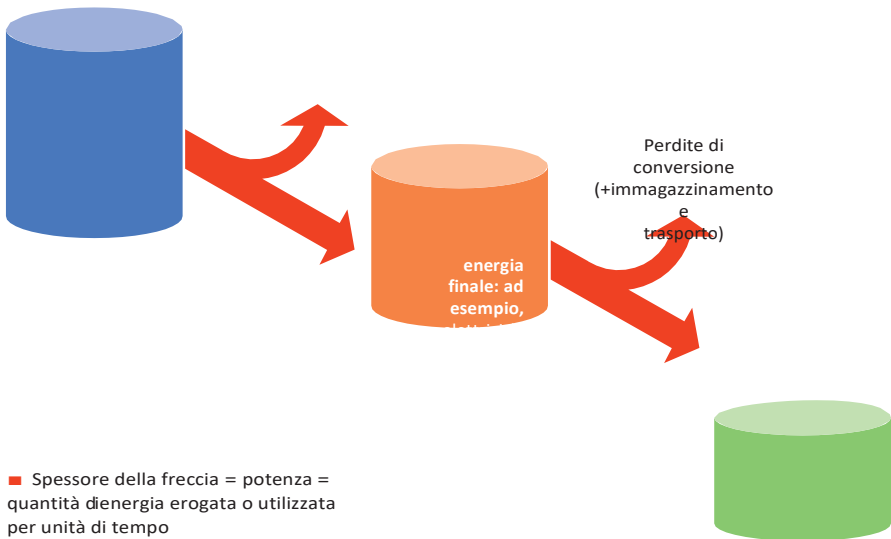 Perdite di
conversione
(+immagazzinamento
e
trasporto)
energia
finale: ad
esempio,
Spessore della freccia = potenza =
quantità dienergia erogata o utilizzata
per unità di tempo